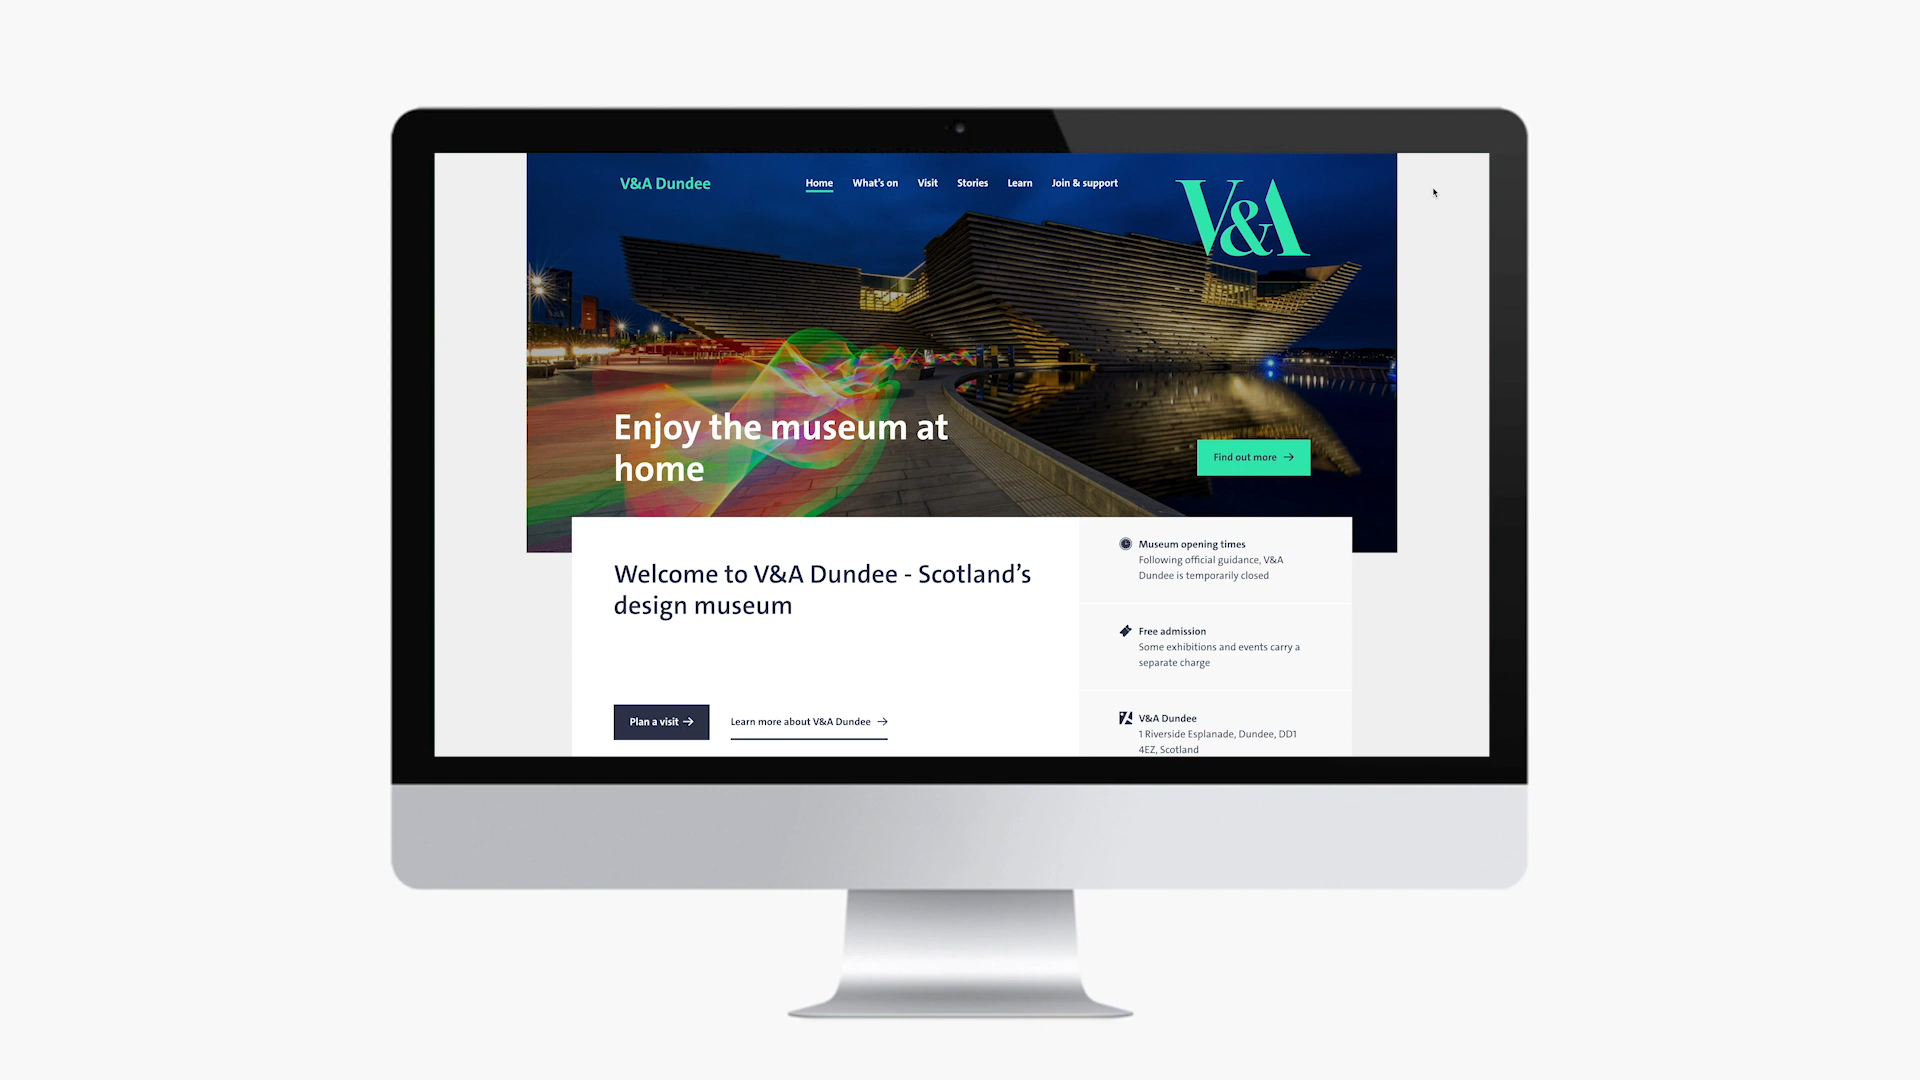 V&A Dundee
Home What's on Visit Stories Learn Join & support
V&A
Enjoy the museum at
home
Find out more
Welcome to V&A Dundee - Scotland's
design museum
Plan a visit
Learn more about V&A Dundee
Museum opening times
Following official guidance, V&A
Dundee is temporarily closed
Free admission
Some exhibitions and events carry a
separate charge
V&A Dundee
1 Riverside Esplanade, Dundee, DD1
4EZ, Scotland